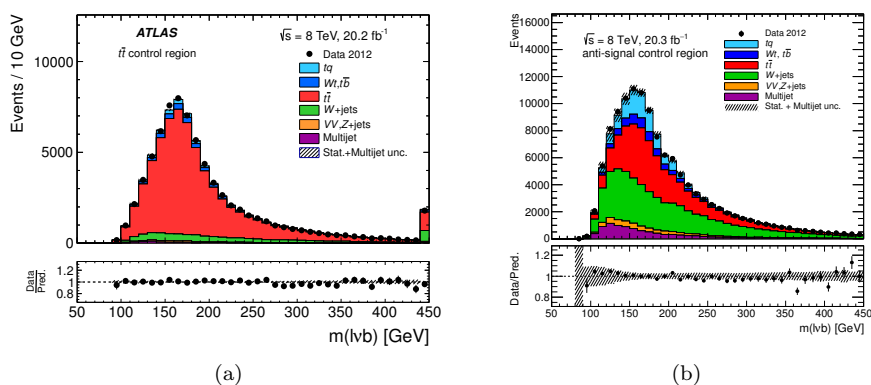 ATLAS
tt̄ control region
√s = 8 TeV, 20.2 fb⁻¹
Data 2012
tq
Wt,tb̄
tt̄
W+jets
VV,Z+jets
Multijet
Stat.+Multijet unc.
Events / 10 GeV
10000
5000
0
Data
Pred.
1.2
1
0.8
50 100 150 200 250 300 350 400 450
m(lνb) [GeV]
(a)
√s = 8 TeV, 20.3 fb⁻¹
anti-signal control region
Data 2012
tq
Wt, tb̄
tt̄
W+jets
VV,Z+jets
Multijet
Stat. + Multijet unc.
Events
16000
14000
12000
10000
8000
6000
4000
2000
0
Data/Pred.
1.2
1
0.8
50 100 150 200 250 300 350 400 450
m(lνb) [GeV]
(b)